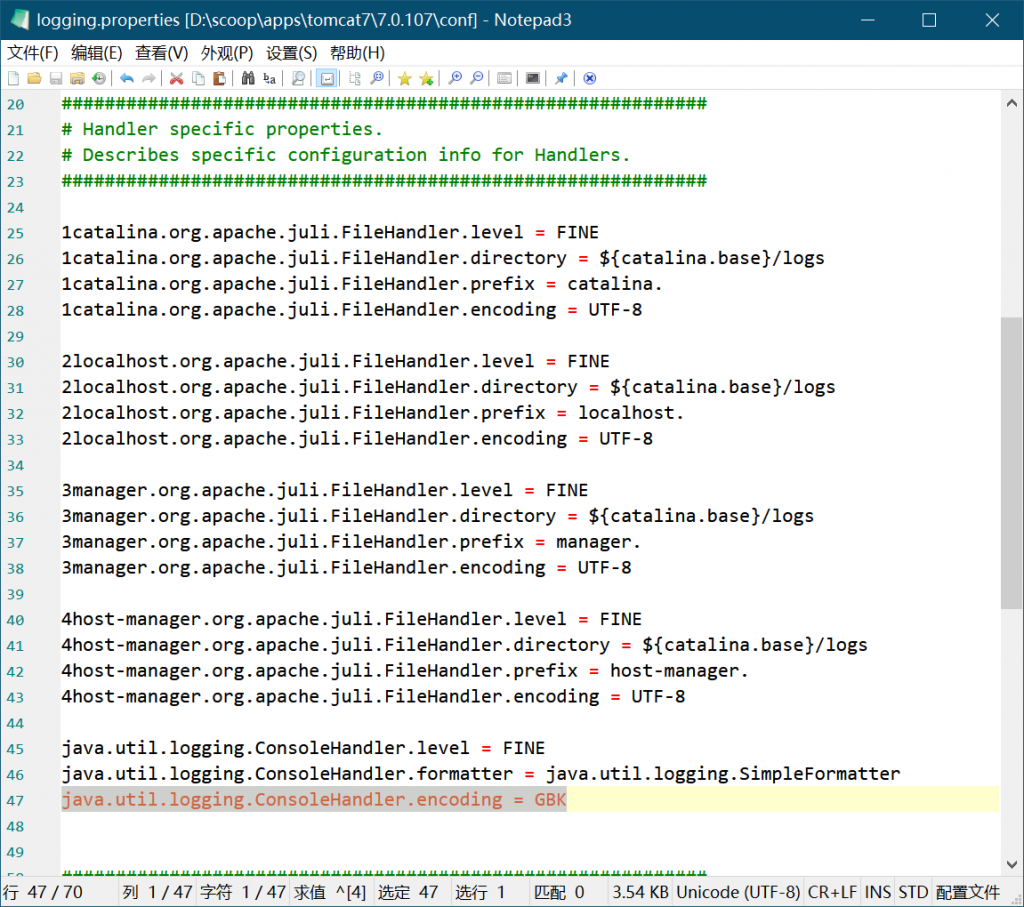 logging.properties [D:\scoop\apps\tomcat7\7.0.107\conf] - Notepad3
文件(F) 编辑(E) 查看(V) 外观(P) 设置(S) 帮助(H)
20 ############################################################
21 # Handler specific properties.
22 # Describes specific configuration info for Handlers.
23 ############################################################
24
25 1catalina.org.apache.juli.FileHandler.level = FINE
26 1catalina.org.apache.juli.FileHandler.directory = ${catalina.base}/logs
27 1catalina.org.apache.juli.FileHandler.prefix = catalina.
28 1catalina.org.apache.juli.FileHandler.encoding = UTF-8
29
30 2localhost.org.apache.juli.FileHandler.level = FINE
31 2localhost.org.apache.juli.FileHandler.directory = ${catalina.base}/logs
32 2localhost.org.apache.juli.FileHandler.prefix = localhost.
33 2localhost.org.apache.juli.FileHandler.encoding = UTF-8
34
35 3manager.org.apache.juli.FileHandler.level = FINE
36 3manager.org.apache.juli.FileHandler.directory = ${catalina.base}/logs
37 3manager.org.apache.juli.FileHandler.prefix = manager.
38 3manager.org.apache.juli.FileHandler.encoding = UTF-8
39
40 4host-manager.org.apache.juli.FileHandler.level = FINE
41 4host-manager.org.apache.juli.FileHandler.directory = ${catalina.base}/logs
42 4host-manager.org.apache.juli.FileHandler.prefix = host-manager.
43 4host-manager.org.apache.juli.FileHandler.encoding = UTF-8
44
45 java.util.logging.ConsoleHandler.level = FINE
46 java.util.logging.ConsoleHandler.formatter = java.util.logging.SimpleFormatter
47 java.util.logging.ConsoleHandler.encoding = GBK
48
49
50 ############################################################
行 47 / 70 列 1 / 47 字符 1 / 47 求值 ^[4] 选定 47 选行 1 匹配 0 3.54 KB Unicode (UTF-8) CR+LF INS STD 配置文件